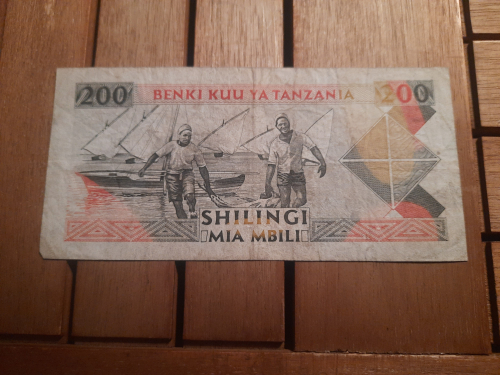 200 BENKI KUU YA TANZANIA 200
SHILINGI
MIA MBILI